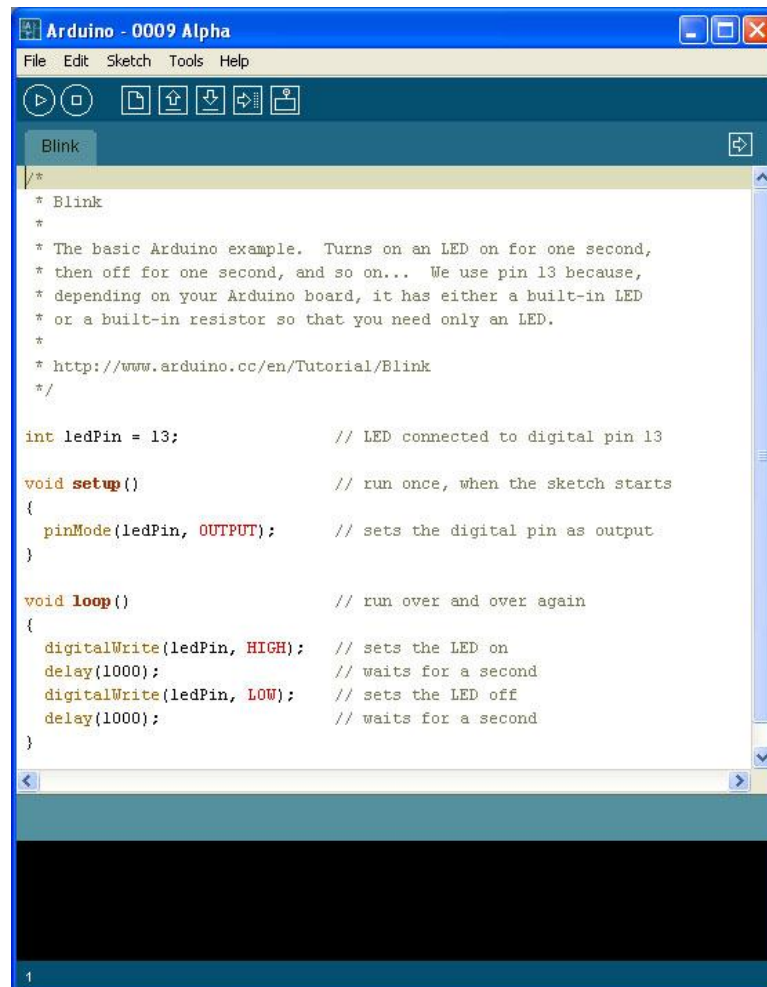 Arduino - 0009 Alpha
File Edit Sketch Tools Help
Blink
/*
 * Blink
 *
 * The basic Arduino example.  Turns on an LED on for one second,
 * then off for one second, and so on...  We use pin 13 because,
 * depending on your Arduino board, it has either a built-in LED
 * or a built-in resistor so that you need only an LED.
 *
 * http://www.arduino.cc/en/Tutorial/Blink
 */
int ledPin = 13;                // LED connected to digital pin 13
void setup()                    // run once, when the sketch starts
{
  pinMode(ledPin, OUTPUT);      // sets the digital pin as output
}
void loop()                     // run over and over again
{
  digitalWrite(ledPin, HIGH);   // sets the LED on
  delay(1000);                  // waits for a second
  digitalWrite(ledPin, LOW);    // sets the LED off
  delay(1000);                  // waits for a second
}
1